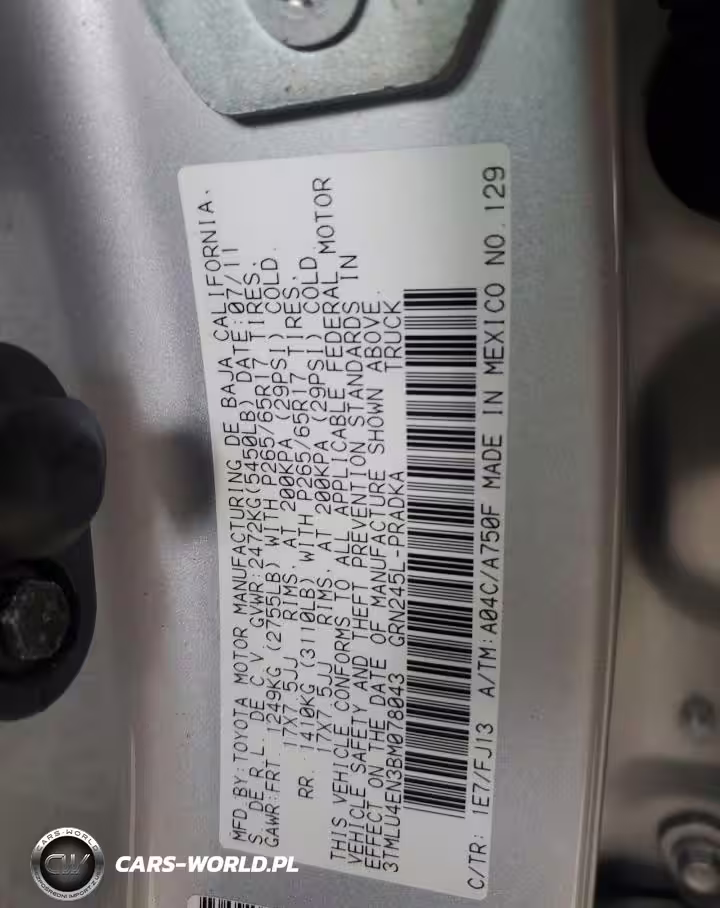 MFD.BY:TOYOTA MOTOR MANUFACTURING DE BAJA CALIFORNIA.
S. DE R.L. DE C.V. GVWR:2472KG(5450LB) DATE:07/11
GAWR:FRT. 1249KG (2755LB) WITH P265/65R17 TIRES.
17X7.5JJ RIMS. AT 200KPA (29PSI) COLD.
RR. 1410KG (3110LB) WITH P265/65R17 TIRES.
17X7.5JJ RIMS. AT 200KPA (29PSI) COLD.
THIS VEHICLE CONFORMS TO ALL APPLICABLE FEDERAL MOTOR
VEHICLE SAFETY AND THEFT PREVENTION STANDARDS IN
EFFECT ON THE DATE OF MANUFACTURE SHOWN ABOVE.
3TMLU4EN3BM078043 GRN245L-PRADKA TRUCK
C/TR: 1E7/FJ13 A/TM:A04C/A750F MADE IN MEXICO NO. 129
CARS-WORLD
CW
CARS-WORLD.PL